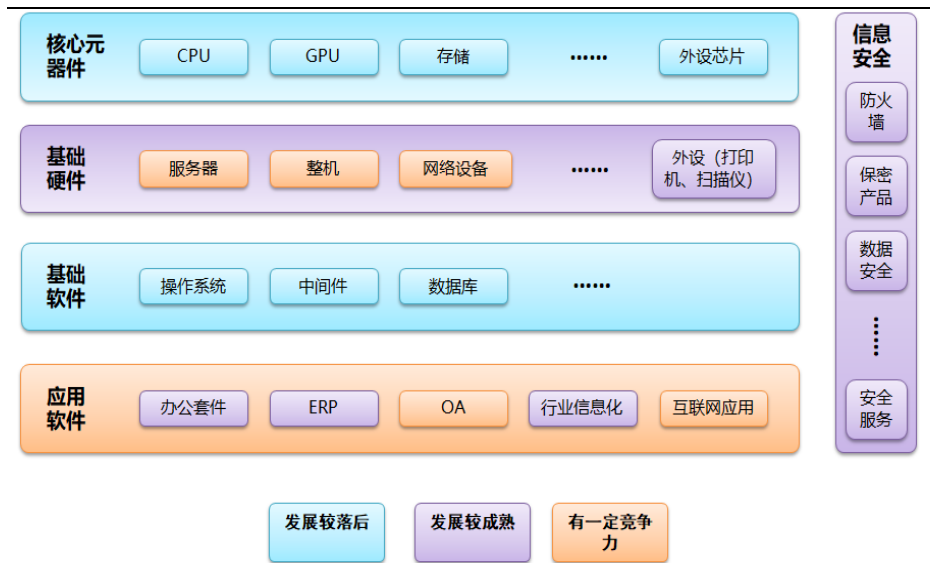 核心元
器件
CPU
GPU
存储
……
外设芯片
基础
硬件
服务器
整机
网络设备
……
外设（打印
机、扫描仪）
基础
软件
操作系统
中间件
数据库
……
应用
软件
办公套件
ERP
OA
行业信息化
互联网应用
信息
安全
防火
墙
保密
产品
数据
安全
……
安全
服务
发展较落后
发展较成熟
有一定竞争
力